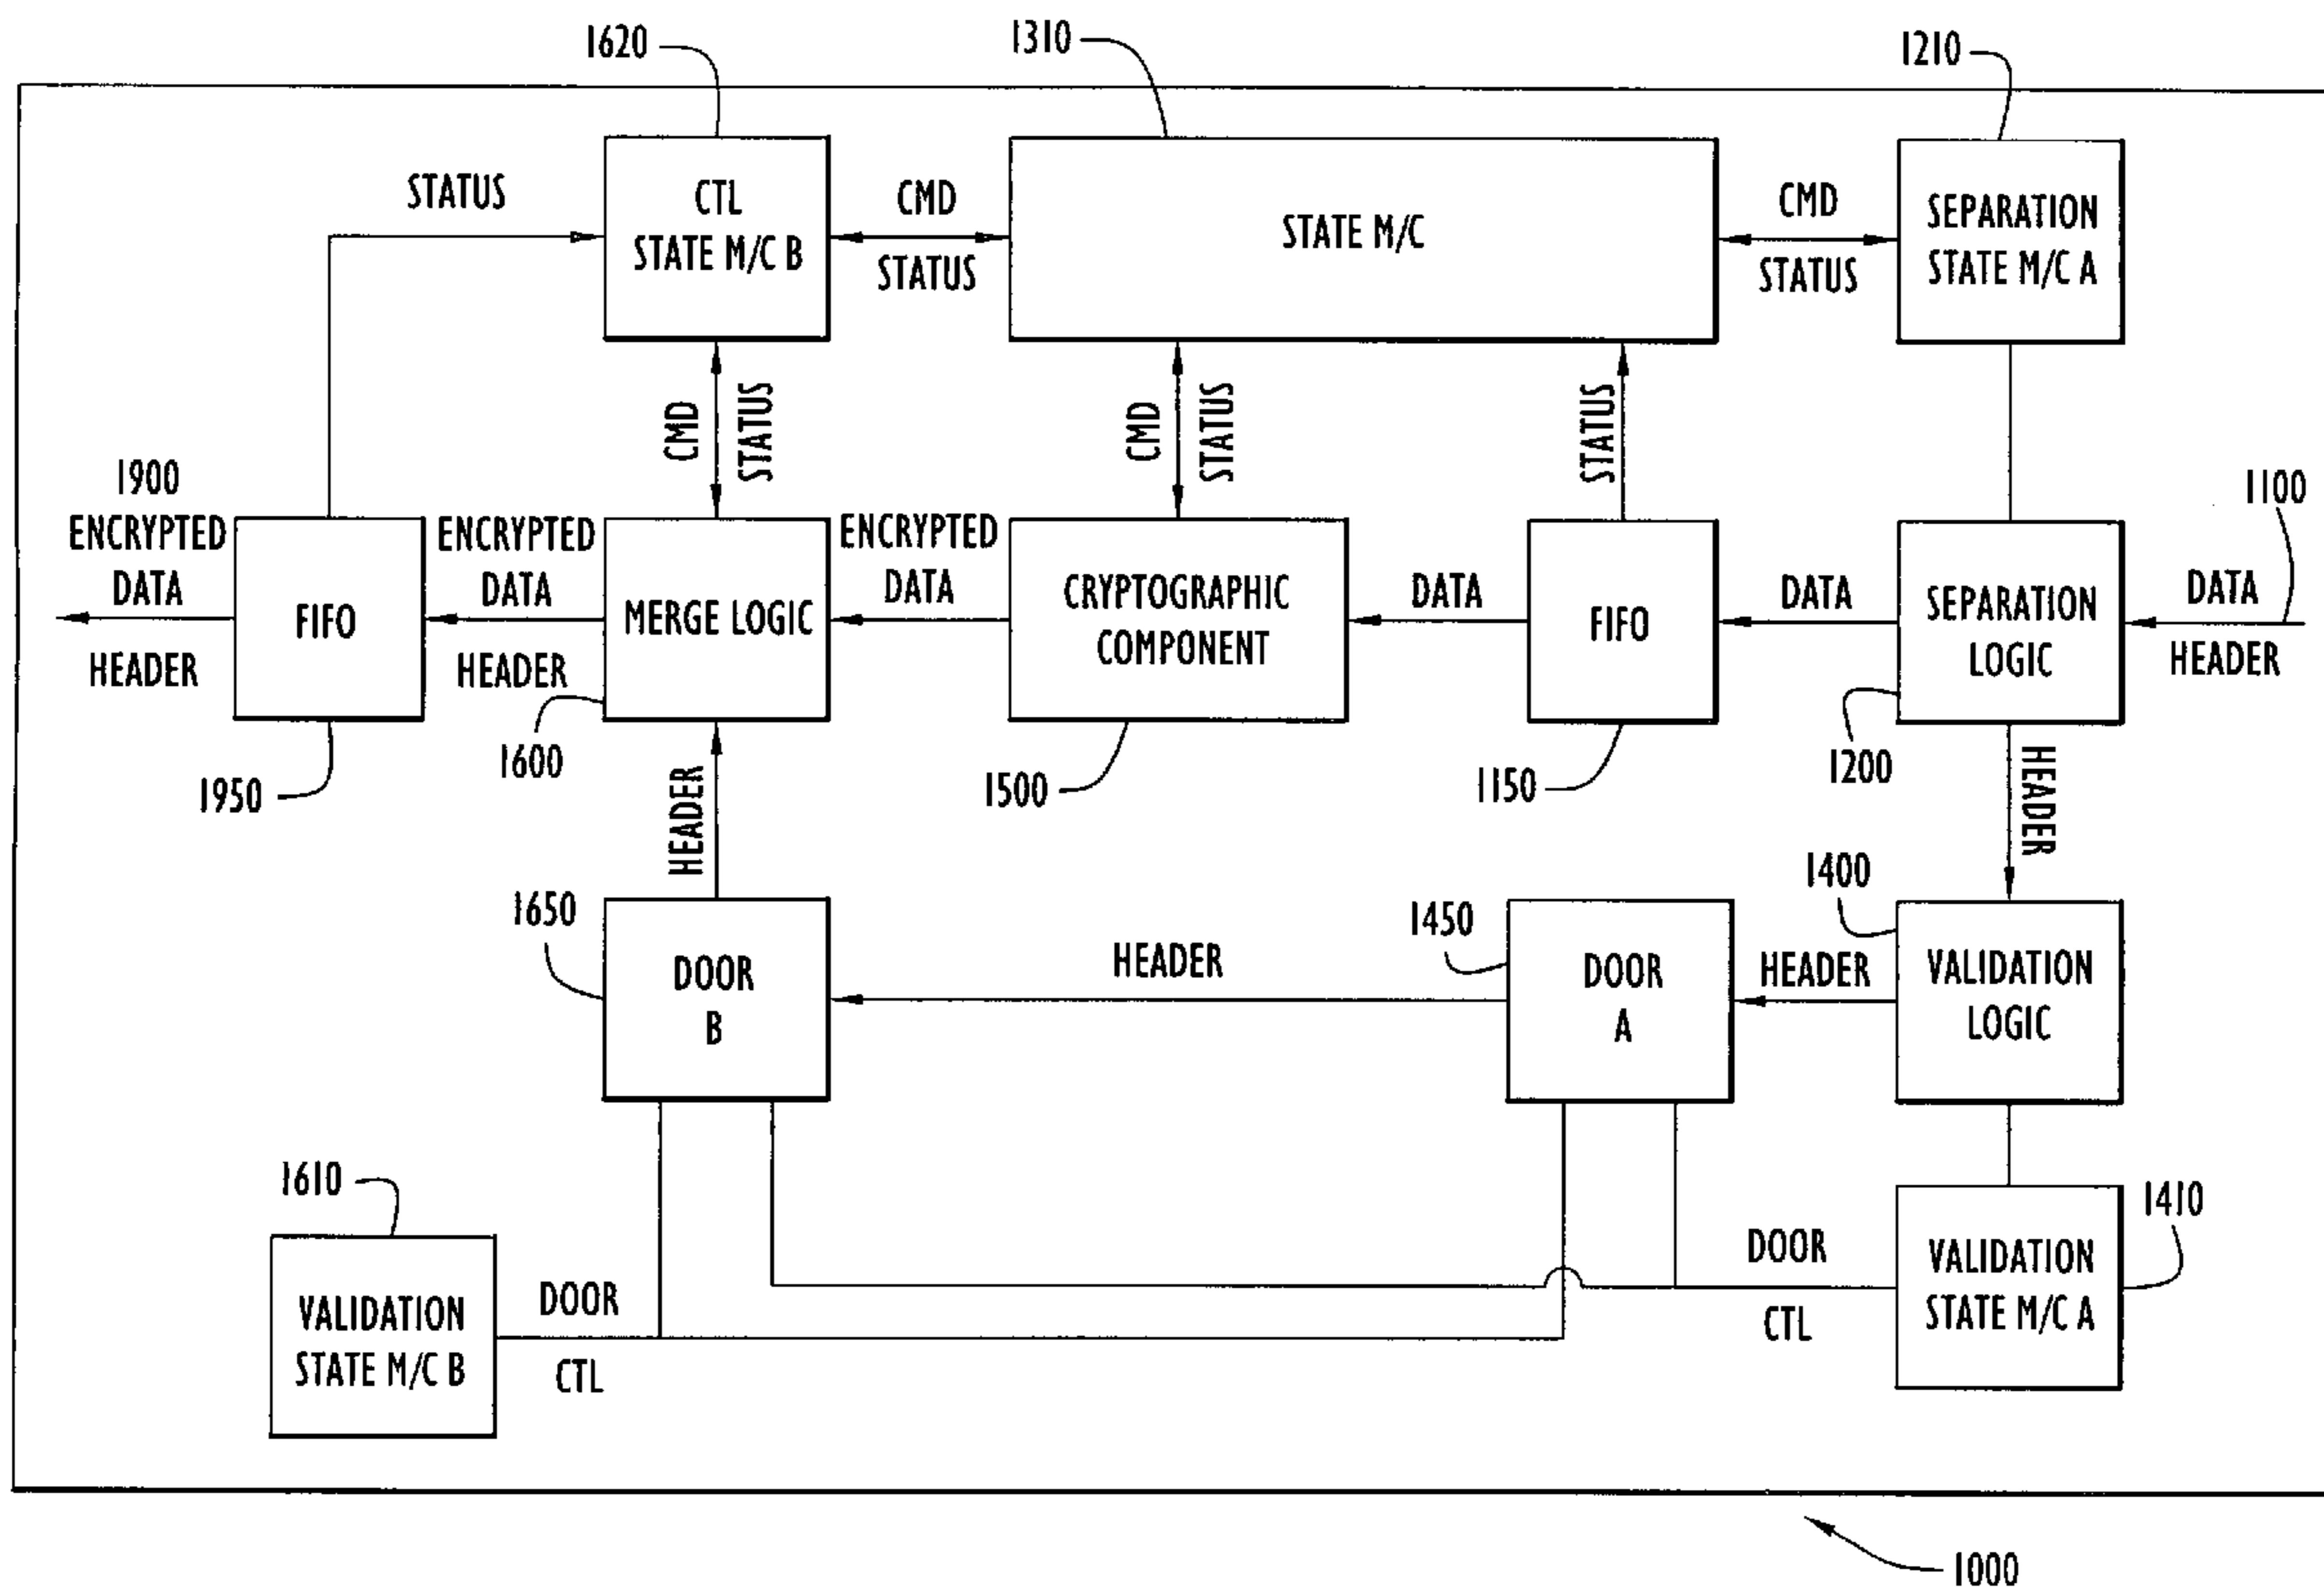 1620
1310
1210
STATUS
CTL
STATE M/C B
CMD
STATUS
STATE M/C
CMD
STATUS
SEPARATION
STATE M/C A
CMD
STATUS
CMD
STATUS
STATUS
1900
ENCRYPTED
DATA
HEADER
FIFO
ENCRYPTED
DATA
HEADER
MERGE LOGIC
ENCRYPTED
DATA
CRYPTOGRAPHIC
COMPONENT
DATA
FIFO
DATA
SEPARATION
LOGIC
1100
DATA
HEADER
1950
1600
1500
1150
1200
HEADER
HEADER
1650
DOOR
B
HEADER
1450
DOOR
A
HEADER
1400
VALIDATION
LOGIC
1610
VALIDATION
STATE M/C B
DOOR
CTL
DOOR
CTL
VALIDATION
STATE M/C A
1410
1000